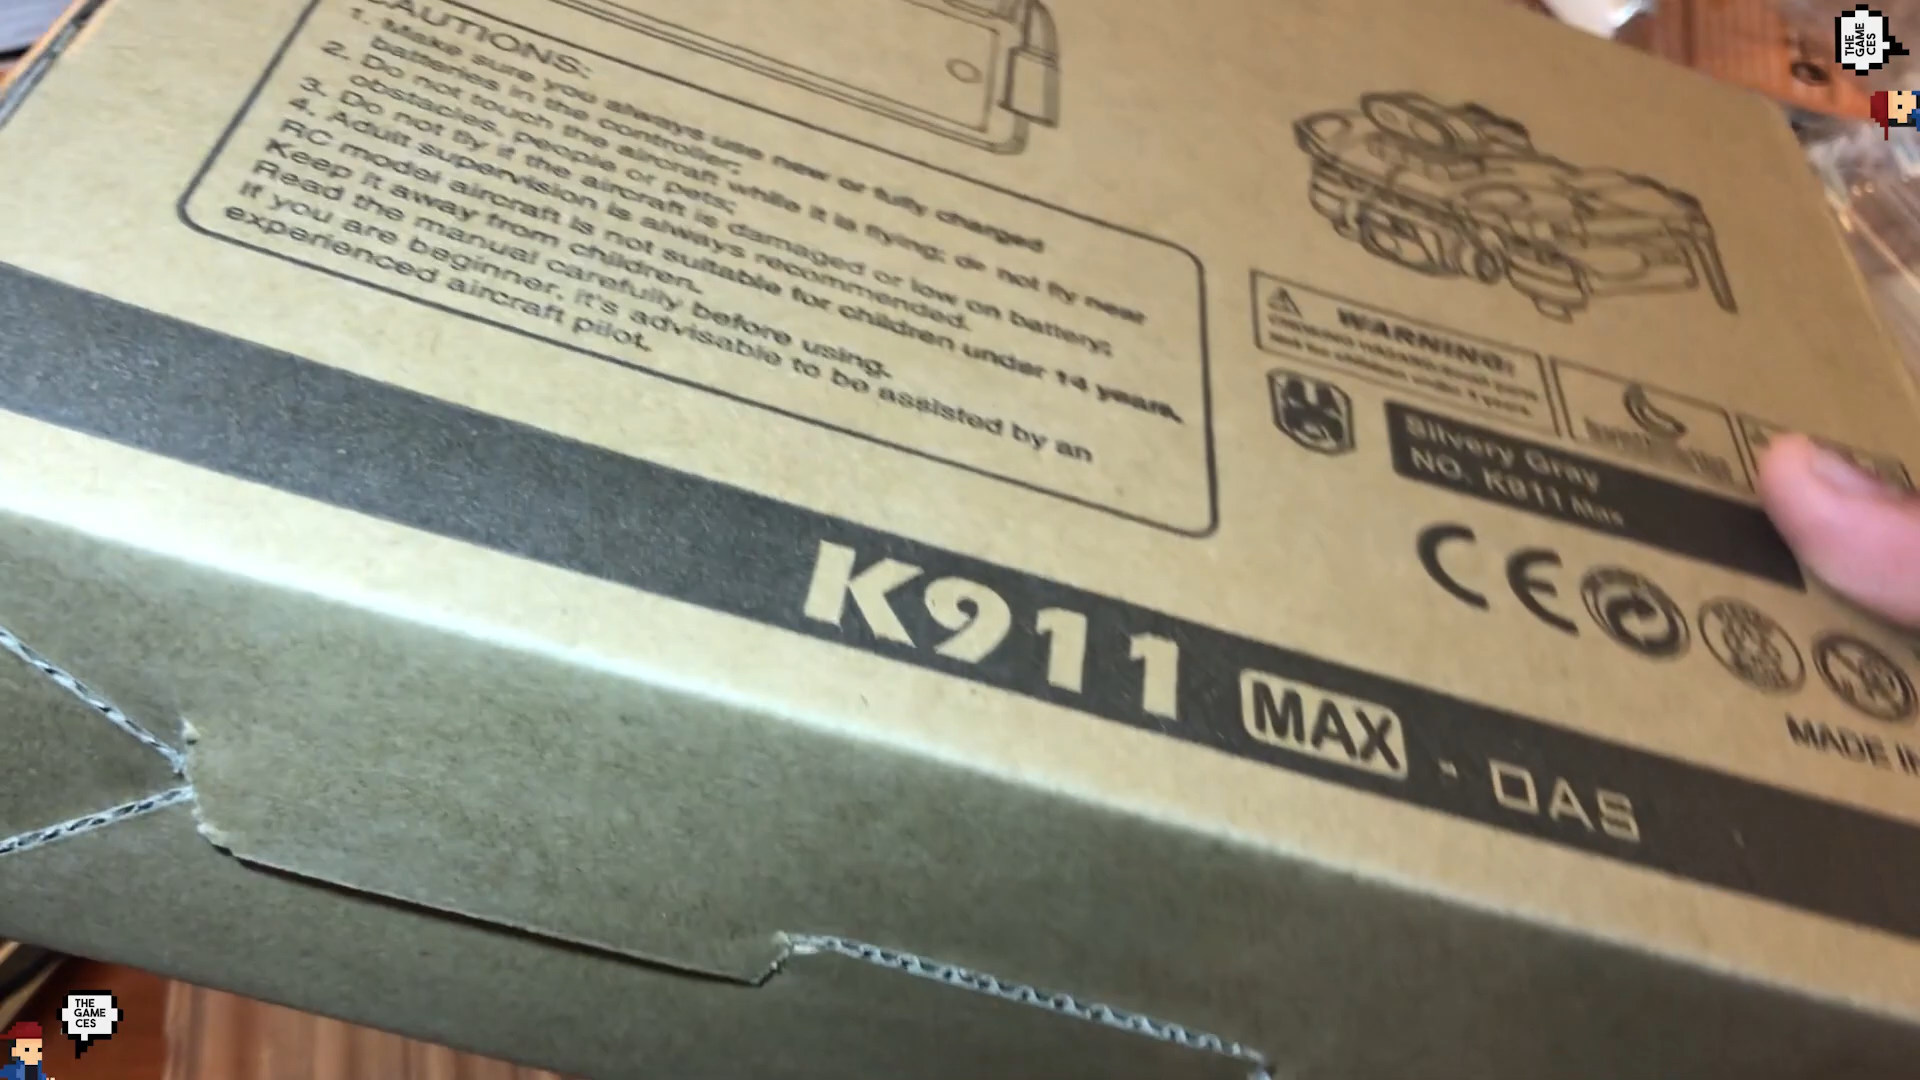 CAUTIONS:
1. Make sure you always use new or fully charged
batteries in the controller;
2. Do not touch the aircraft while it is flying; do not fly near
obstacles, people or pets;
3. Do not fly if the aircraft is damaged or low on battery;
4. Adult supervision is always recommended.
RC model aircraft is not suitable for children under 14 years.
Keep it away from children.
Read the manual carefully before using.
If you are beginner, it's advisable to be assisted by an
experienced aircraft pilot.
WARNING:
Silvery Gray
NO. K911 Max
CE
MADE IN
K911 MAX - OAS
THE
GAME
CES
THE
GAME
CES